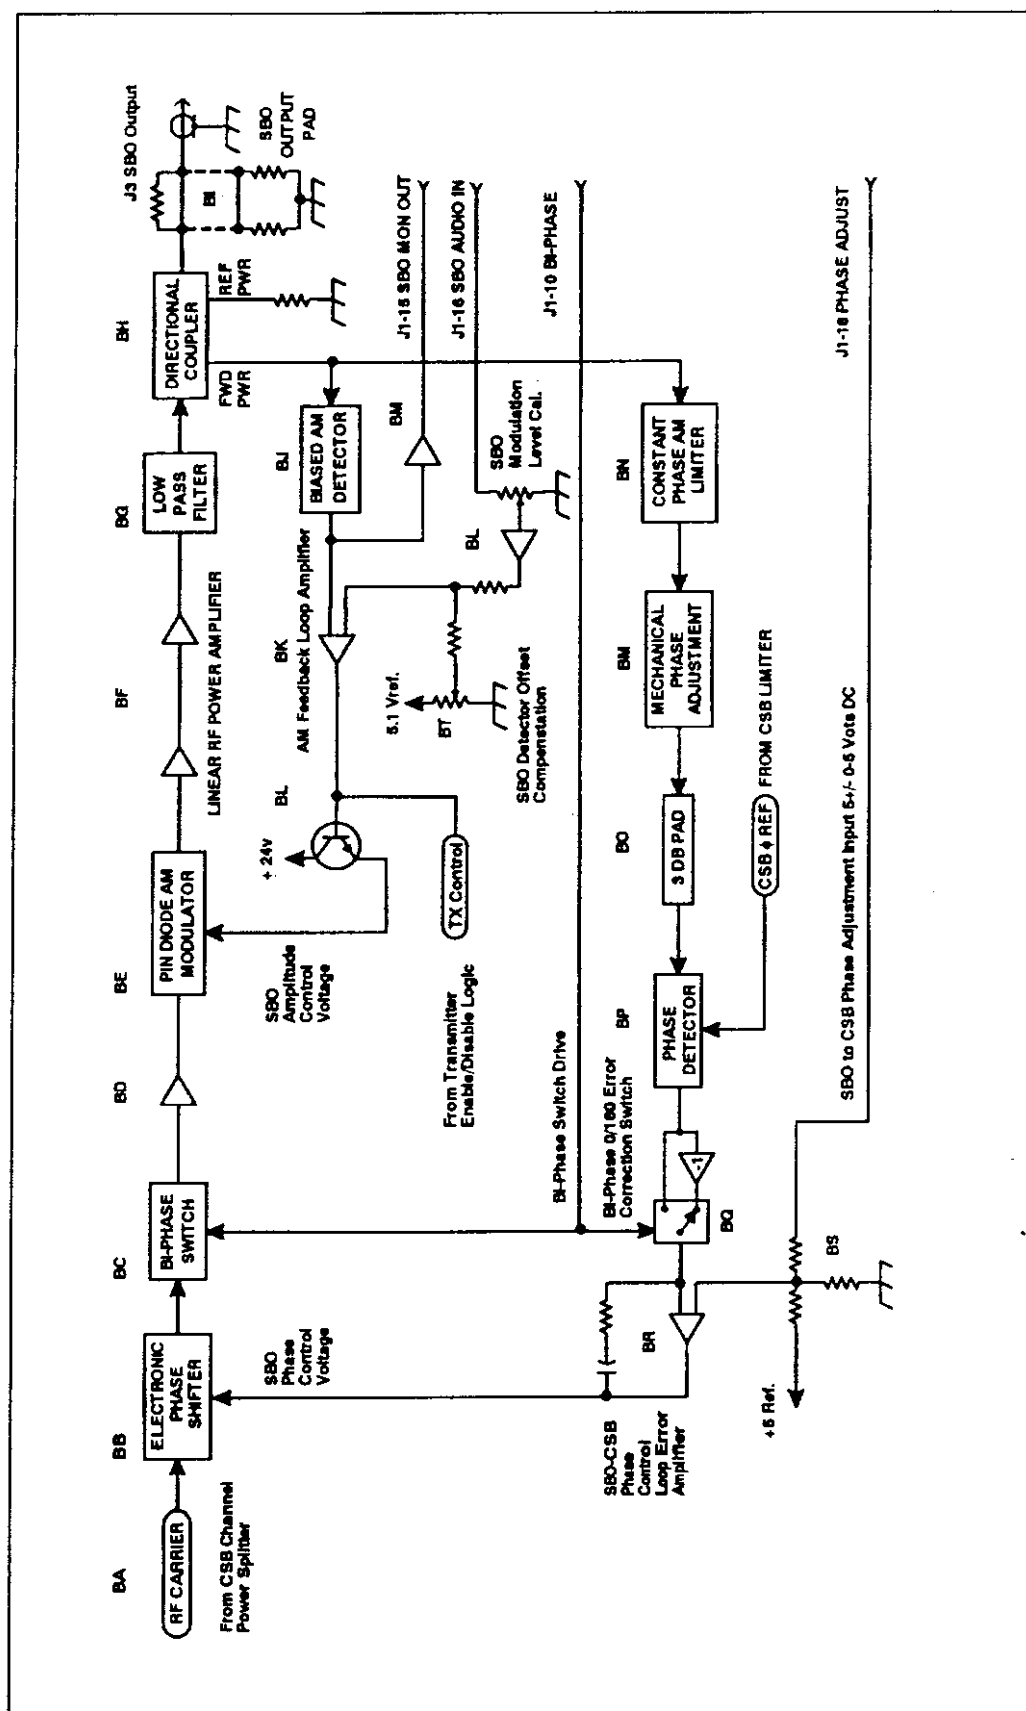 BA
BB
BC
BD
BE
BF
BG
BH
RF CARRIER
From CSB Channel
Power Splitter
ELECTRONIC
PHASE
SHIFTER
SBO
Phase
Control
Voltage
BI-PHASE
SWITCH
PIN DIODE AM
MODULATOR
SBO
Amplitude
Control
Voltage
LINEAR RF POWER AMPLIFIER
LOW
PASS
FILTER
DIRECTIONAL
COUPLER
FWD
PWR
REF
PWR
J3 SBO Output
BI
SBO
OUTPUT
PAD
+ 24v
BL
TX Control
From Transmitter
Enable/Disable Logic
BK
AM Feedback Loop Amplifier
BJ
BIASED AM
DETECTOR
BM
J1-15 SBO MON OUT
J1-16 SBO AUDIO IN
SBO
Modulation
Level Cal.
BL
5.1 Vref.
BT
SBO Detector Offset
Compenstation
J1-10 BI-PHASE
Bi-Phase Switch Drive
Bi-Phase 0/180 Error
Correction Switch
BQ
-1
BP
PHASE
DETECTOR
BO
3 DB PAD
BM
MECHANICAL
PHASE
ADJUSTMENT
BN
CONSTANT
PHASE AM
LIMITER
CSB ϕ REF
FROM CSB LIMITER
BR
SBO-CSB
Phase
Control
Loop Error
Amplifier
+5 Ref.
BS
SBO to CSB Phase Adjustment Input 5+/- 0-5 Vots DC
J1-18 PHASE ADJUST